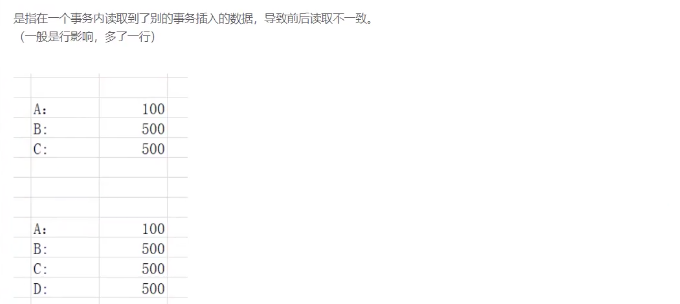 是指在一个事务内读取到了别的事务插入的数据，导致前后读取不一致。
（一般是行影响，多了一行）
A： 100
B： 500
C： 500
A： 100
B： 500
C： 500
D： 500